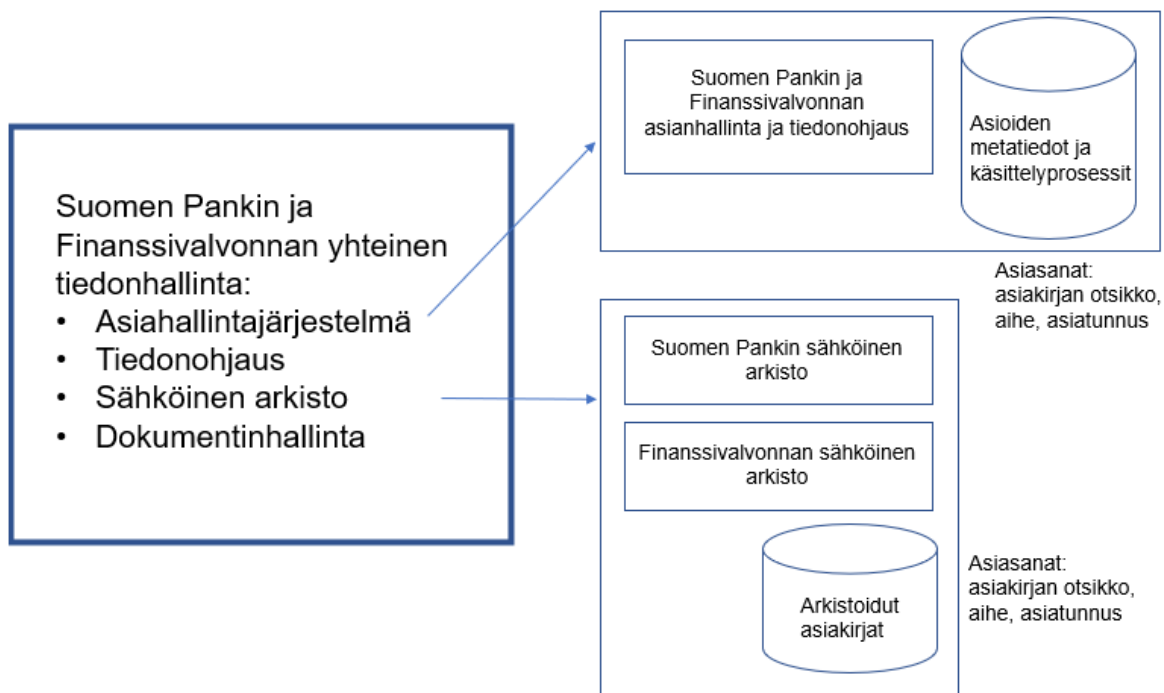 Suomen Pankin ja
Finanssivalvonnan yhteinen
tiedonhallinta:
• Asiahallintajärjestelmä
• Tiedonohjaus
• Sähköinen arkisto
• Dokumentinhallinta
Suomen Pankin ja
Finanssivalvonnan
asianhallinta ja tiedonohjaus
Asioiden
metatiedot ja
käsittelyprosessit
Asiasanat:
asiakirjan otsikko,
aihe, asiatunnus
Suomen Pankin sähköinen
arkisto
Finanssivalvonnan sähköinen
arkisto
Arkistoidut
asiakirjat
Asiasanat:
asiakirjan otsikko,
aihe, asiatunnus